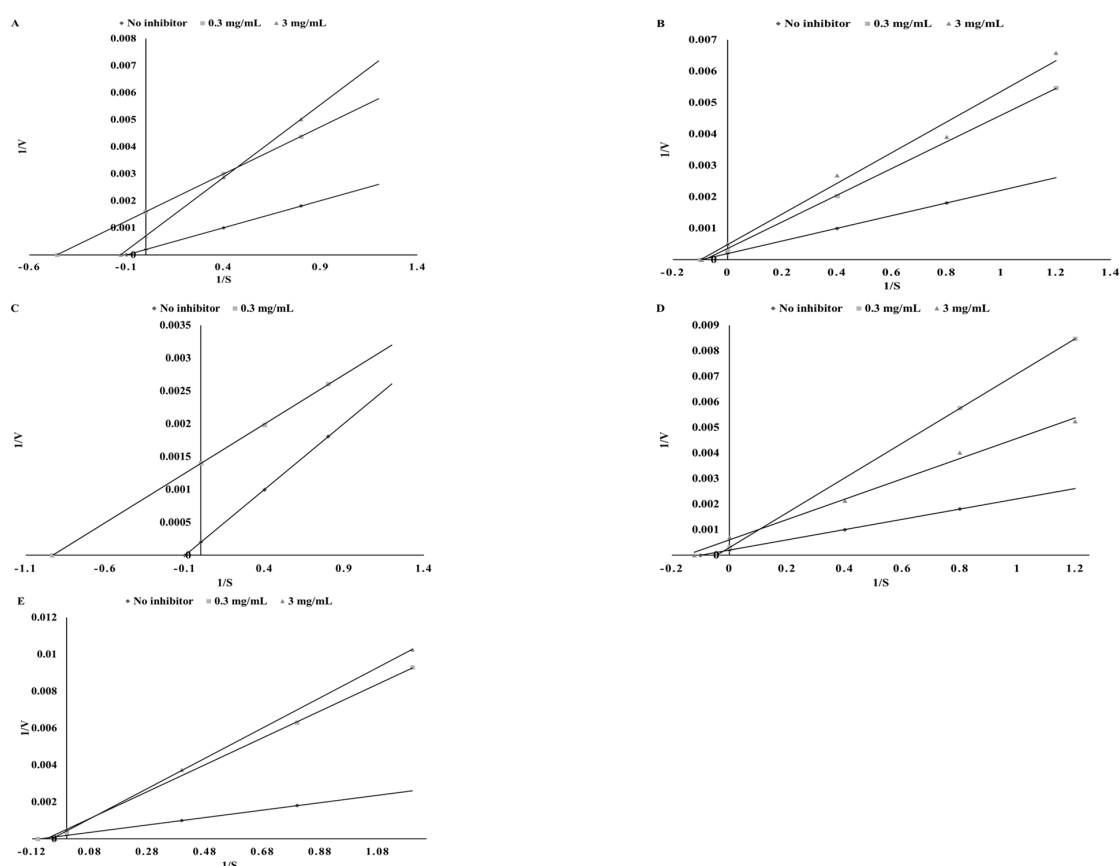 A
No inhibitor 0.3 mg/mL 3 mg/mL
0.008
0.007
0.006
0.005
0.004
0.003
0.002
0.001
0
1/V
-0.6 -0.1 0.4 0.9 1.4
1/S
B
No inhibitor 0.3 mg/mL 3 mg/mL
0.007
0.006
0.005
0.004
0.003
0.002
0.001
0
1/V
-0.2 0 0.2 0.4 0.6 0.8 1 1.2 1.4
1/S
C
No inhibitor 0.3 mg/mL
0.0035
0.003
0.0025
0.002
0.0015
0.001
0.0005
0
1/V
-1.1 -0.6 -0.1 0.4 0.9 1.4
1/S
D
No inhibitor 0.3 mg/mL 3 mg/mL
0.009
0.008
0.007
0.006
0.005
0.004
0.003
0.002
0.001
0
1/V
-0.2 0 0.2 0.4 0.6 0.8 1 1.2
1/S
E
No inhibitor 0.3 mg/mL 3 mg/mL
0.012
0.01
0.008
0.006
0.004
0.002
0
1/V
-0.12 0.08 0.28 0.48 0.68 0.88 1.08
1/S